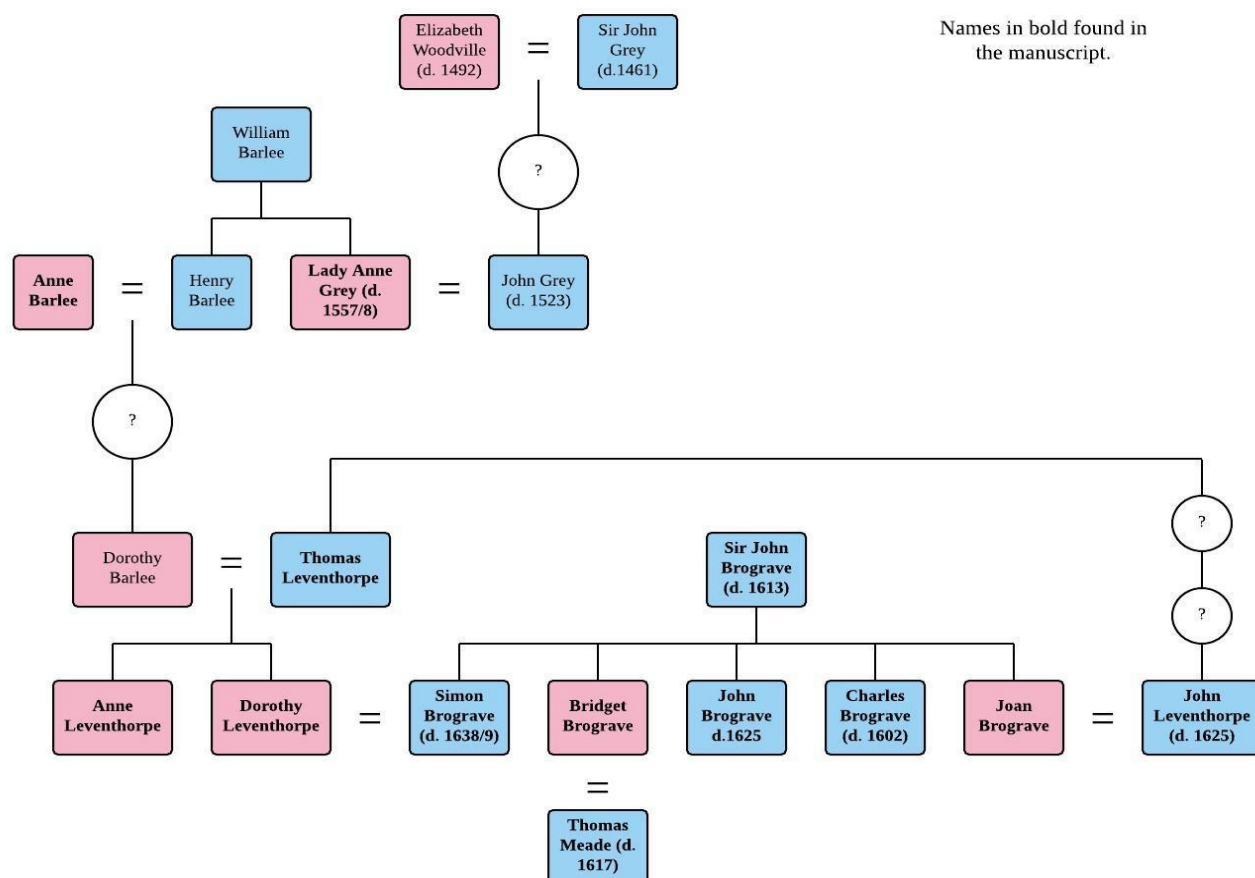 Elizabeth
Woodville
(d. 1492)
=
Sir John
Grey
(d.1461)
Names in bold found in
the manuscript.
William
Barlee
?
Anne
Barlee
=
Henry
Barlee
Lady Anne
Grey (d.
1557/8)
=
John Grey
(d. 1523)
?
?
Dorothy
Barlee
=
Thomas
Leventhorpe
Sir John
Brograve
(d. 1613)
?
Anne
Leventhorpe
Dorothy
Leventhorpe
=
Simon
Brograve
(d. 1638/9)
Bridget
Brograve
John
Brograve
d.1625
Charles
Brograve
(d. 1602)
Joan
Brograve
=
John
Leventhorpe
(d. 1625)
=
Thomas
Meade (d.
1617)